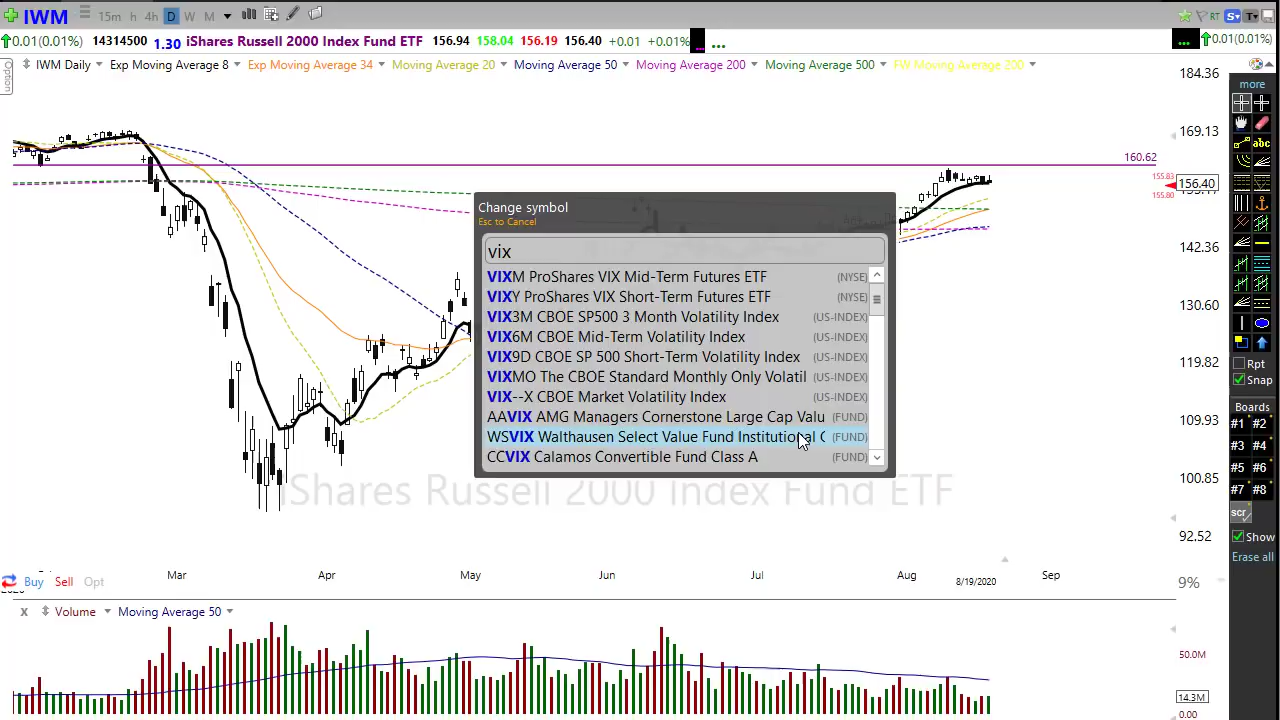 IWM 15m h 4h D W M RT S T
0.01(0.01%) 14314500 1.30 iShares Russell 2000 Index Fund ETF 156.94 158.04 156.19 156.40 +0.01 +0.01% ... ... 0.01(0.01%)
Option IWM Daily Exp Moving Average 8 Exp Moving Average 34 Moving Average 20 Moving Average 50 Moving Average 200 Moving Average 500 FW Moving Average 200
184.36
more
169.13
abc
160.62
155.83
156.40
155.80
Change symbol
Esc to Cancel
vix
142.36
VIXM ProShares VIX Mid-Term Futures ETF (NYSE)
VIXY ProShares VIX Short-Term Futures ETF (NYSE)
130.60
VIX3M CBOE SP500 3 Month Volatility Index (US-INDEX)
VIX6M CBOE Mid-Term Volatility Index (US-INDEX)
VIX9D CBOE SP 500 Short-Term Volatility Index (US-INDEX)
119.82
Rpt
VIXMO The CBOE Standard Monthly Only Volatil (US-INDEX)
Snap
VIX--X CBOE Market Volatility Index (US-INDEX)
Boards
AAVIX AMG Managers Cornerstone Large Cap Valu (FUND)
109.93
#1 #2
WSVIX Walthausen Select Value Fund Institutional C (FUND)
#3 #4
CCVIX Calamos Convertible Fund Class A (FUND)
#5 #6
100.85
iShares Russell 2000 Index Fund ETF
#7 #8
scr
92.52
Show
Erase all
Mar Apr May Jun Jul Aug 8/19/2020 Sep
Buy Sell Opt 9%
x Volume Moving Average 50
50.0M
14.3M
0.00